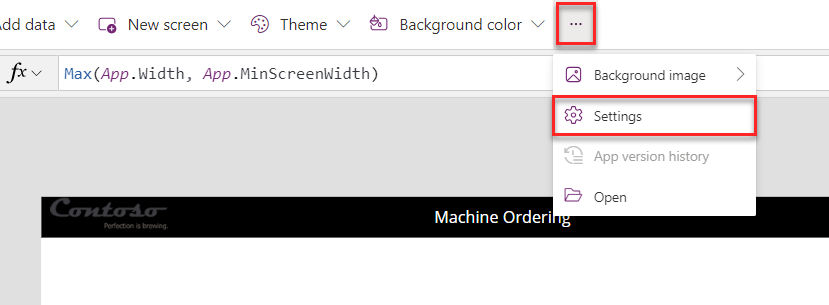 Add data New screen Theme Background color ...
fx Max(App.Width, App.MinScreenWidth)
Background image
Settings
App version history
Open
Contoso
Perfection is brewing.
Machine Ordering